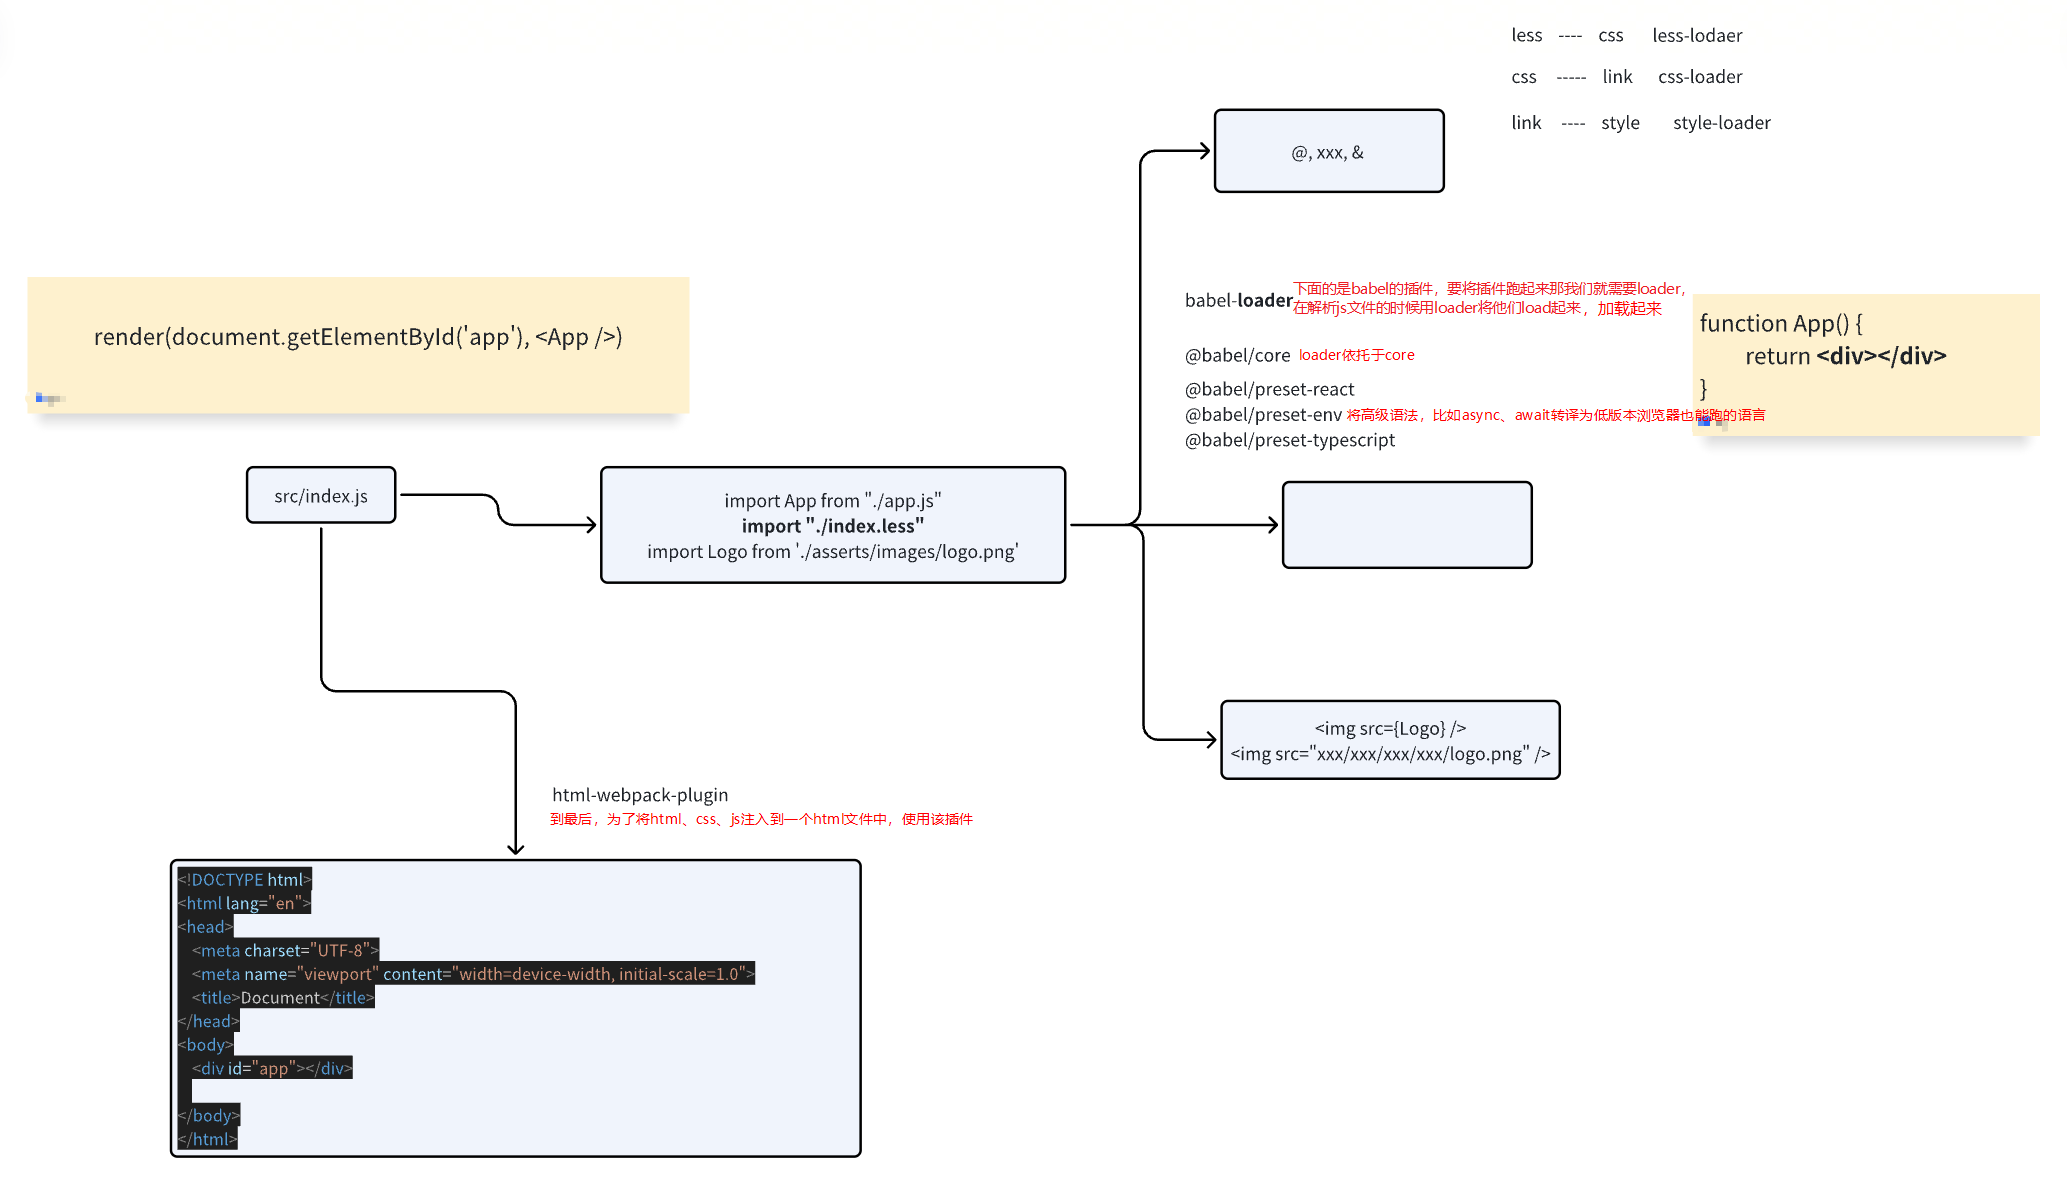 less ---- css less-lodaer
css ----- link css-loader
link ---- style style-loader
@, xxx, &
render(document.getElementById('app'), <App />)
babel-loader
下面的是babel的插件，要将插件跑起来那我们就需要loader，
在解析js文件的时候用loader将他们load起来，加载起来
@babel/core loader依托于core
@babel/preset-react
@babel/preset-env 将高级语法，比如async、await转译为低版本浏览器也能跑的语言
@babel/preset-typescript
function App() {
return <div></div>
}
src/index.js
import App from "./app.js"
import "./index.less"
import Logo from './asserts/images/logo.png'
<img src={Logo} />
<img src="xxx/xxx/xxx/xxx/logo.png" />
html-webpack-plugin
到最后，为了将html、css、js注入到一个html文件中，使用该插件
<!DOCTYPE html>
<html lang="en">
<head>
<meta charset="UTF-8">
<meta name="viewport" content="width=device-width, initial-scale=1.0">
<title>Document</title>
</head>
<body>
<div id="app"></div>
</body>
</html>